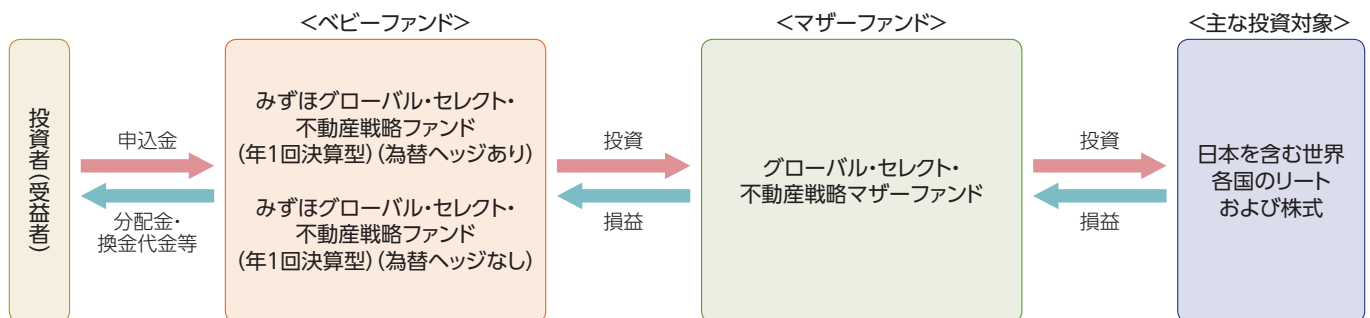 <ベビーファンド>
<マザーファンド>
<主な投資対象>
投資者(受益者)
申込金
分配金・
換金代金等
みずほグローバル・セレクト・
不動産戦略ファンド
(年1回決算型)(為替ヘッジあり)
みずほグローバル・セレクト・
不動産戦略ファンド
(年1回決算型)(為替ヘッジなし)
投資
損益
グローバル・セレクト・
不動産戦略マザーファンド
投資
損益
日本を含む世界
各国のリート
および株式